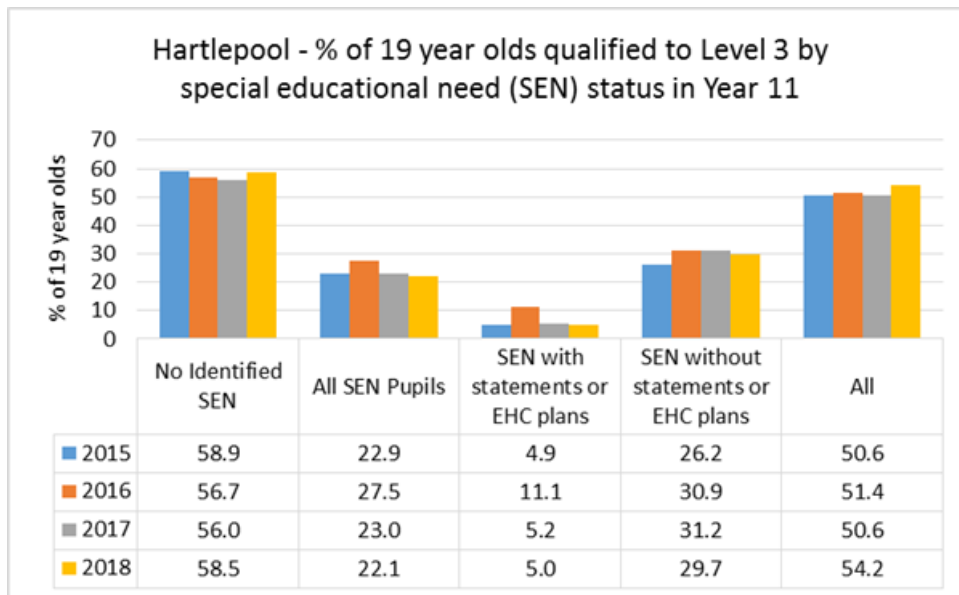 Hartlepool - % of 19 year olds qualified to Level 3 by
special educational need (SEN) status in Year 11
% of 19 year olds
70
60
50
40
30
20
10
0
No Identified
SEN
All SEN Pupils
SEN with
statements or
EHC plans
SEN without
statements or
EHC plans
All
2015 58.9 22.9 4.9 26.2 50.6
2016 56.7 27.5 11.1 30.9 51.4
2017 56.0 23.0 5.2 31.2 50.6
2018 58.5 22.1 5.0 29.7 54.2